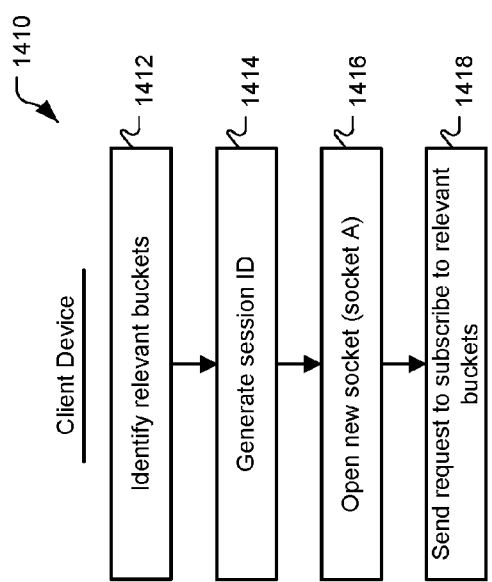 1410
Client Device
Identify relevant buckets
1412
Generate session ID
1414
Open new socket (socket A)
1416
Send request to subscribe to relevant
buckets
1418